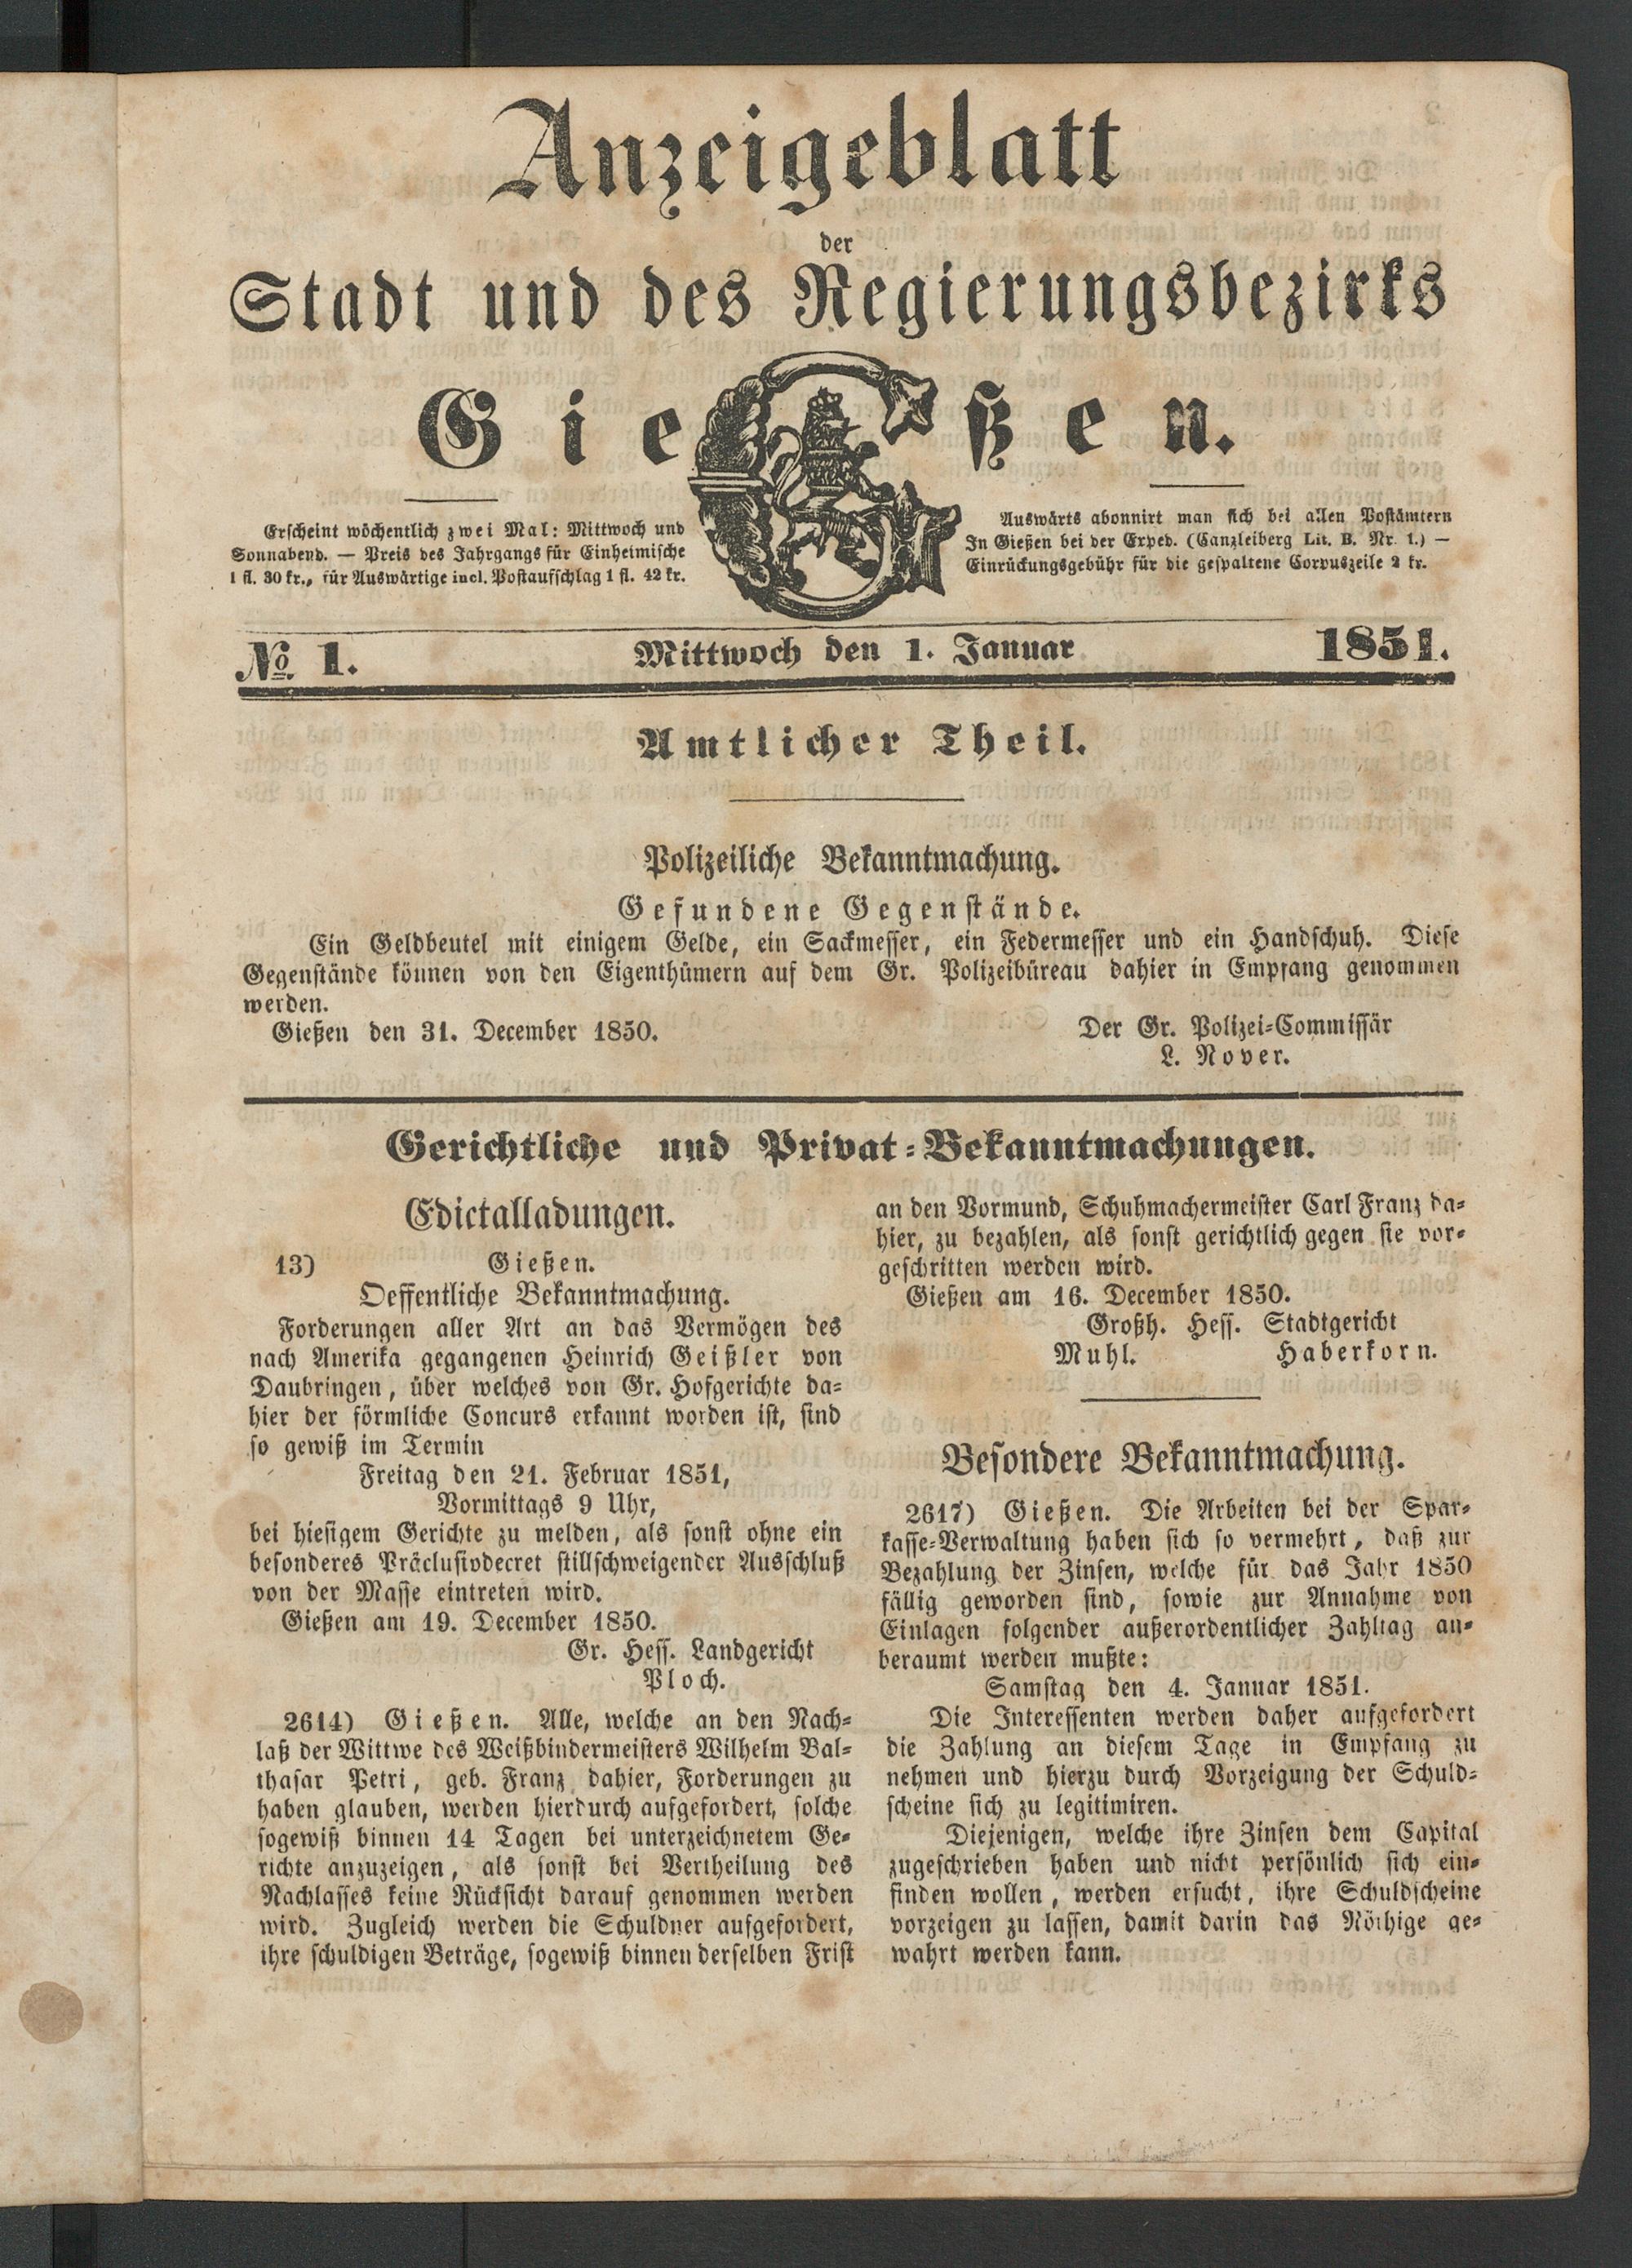 Anzeigeblatt
der
Stadt und des Regierungsbezirks
Gießen.
Erscheint wöchentlich zwei Mal: Mittwoch und
Sonnabend. — Preis des Jahrgangs für Einheimische
1 fl. 30 kr., für Auswärtige incl. Postaufschlag 1 fl. 42 kr.
Auswärts abonnirt man sich bei allen Postämtern
In Gießen bei der Exped. (Canzleiberg Lit. B. Nr. 1.) —
Einrückungsgebühr für die gespaltene Corpuszeile 2 kr.
No. 1. Mittwoch den 1. Januar 1851.
Amtlicher Theil.
Polizeiliche Bekanntmachung.
Gefundene Gegenstände.
Ein Geldbeutel mit einigem Gelde, ein Sackmesser, ein Federmesser und ein Handschuh. Diese
Gegenstände können von den Eigenthümern auf dem Gr. Polizeibüreau dahier in Empfang genommen
werden.
Gießen den 31. December 1850. Der Gr. Polizei-Commissär
L. Nover.
Gerichtliche und Privat-Bekanntmachungen.
Edictalladungen.
13) Gießen.
Oeffentliche Bekanntmachung.
Forderungen aller Art an das Vermögen des
nach Amerika gegangenen Heinrich Geißler von
Daubringen, über welches von Gr. Hofgerichte da-
hier der förmliche Concurs erkannt worden ist, sind
so gewiß im Termin
Freitag den 21. Februar 1851,
Vormittags 9 Uhr,
bei hiesigem Gerichte zu melden, als sonst ohne ein
besonderes Präclusivdecret stillschweigender Ausschluß
von der Masse eintreten wird.
Gießen am 19. December 1850.
Gr. Hess. Landgericht
Ploch.
2614) Gießen. Alle, welche an den Nach-
laß der Wittwe des Weißbindermeisters Wilhelm Bal-
thasar Petri, geb. Franz dahier, Forderungen zu
haben glauben, werden hierdurch aufgefordert, solche
sogewiß binnen 14 Tagen bei unterzeichnetem Ge-
richte anzuzeigen, als sonst bei Vertheilung des
Nachlasses keine Rücksicht darauf genommen werden
wird. Zugleich werden die Schuldner aufgefordert,
ihre schuldigen Beträge, sogewiß binnen derselben Frist
an den Vormund, Schuhmachermeister Carl Franz da-
hier, zu bezahlen, als sonst gerichtlich gegen sie vor-
geschritten werden wird.
Gießen am 16. December 1850.
Großh. Hess. Stadtgericht
Muhl. Haberkorn.
Besondere Bekanntmachung.
2617) Gießen. Die Arbeiten bei der Spar-
kasse-Verwaltung haben sich so vermehrt, daß zur
Bezahlung der Zinsen, welche für das Jahr 1850
fällig geworden sind, sowie zur Annahme von
Einlagen folgender außerordentlicher Zahltag an-
beraumt werden mußte:
Samstag den 4. Januar 1851.
Die Interessenten werden daher aufgefordert
die Zahlung an diesem Tage in Empfang zu
nehmen und hierzu durch Vorzeigung der Schuld-
scheine sich zu legitimiren.
Diejenigen, welche ihre Zinsen dem Capital
zugeschrieben haben und nicht persönlich sich ein-
finden wollen, werden ersucht, ihre Schuldscheine
vorzeigen zu lassen, damit darin das Nöthige ge-
wahrt werden kann.